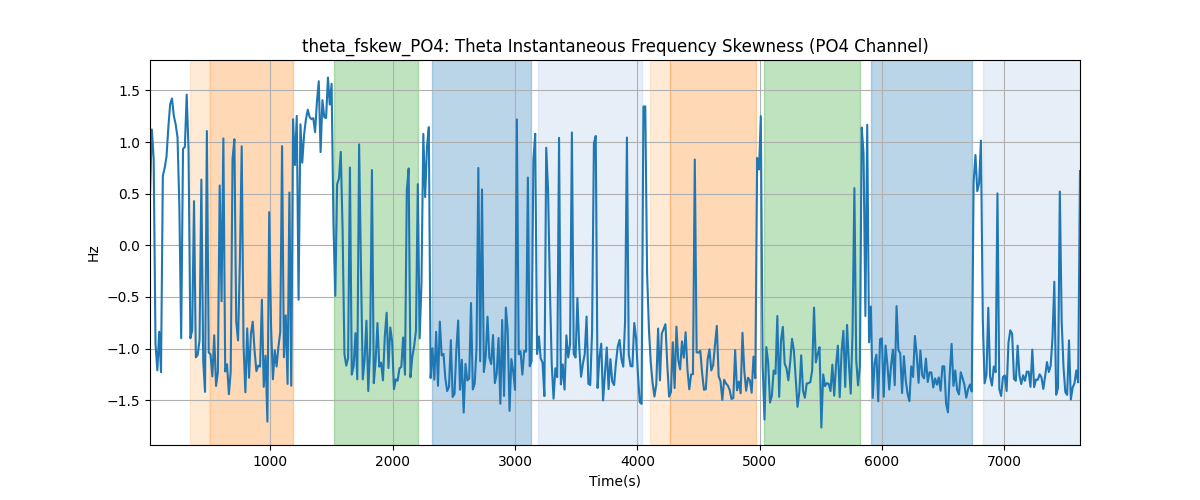 theta_fskew_PO4: Theta Instantaneous Frequency Skewness (PO4 Channel)
1.5
1.0
0.5
0.0
−0.5
−1.0
−1.5
Hz
1000 2000 3000 4000 5000 6000 7000
Time(s)